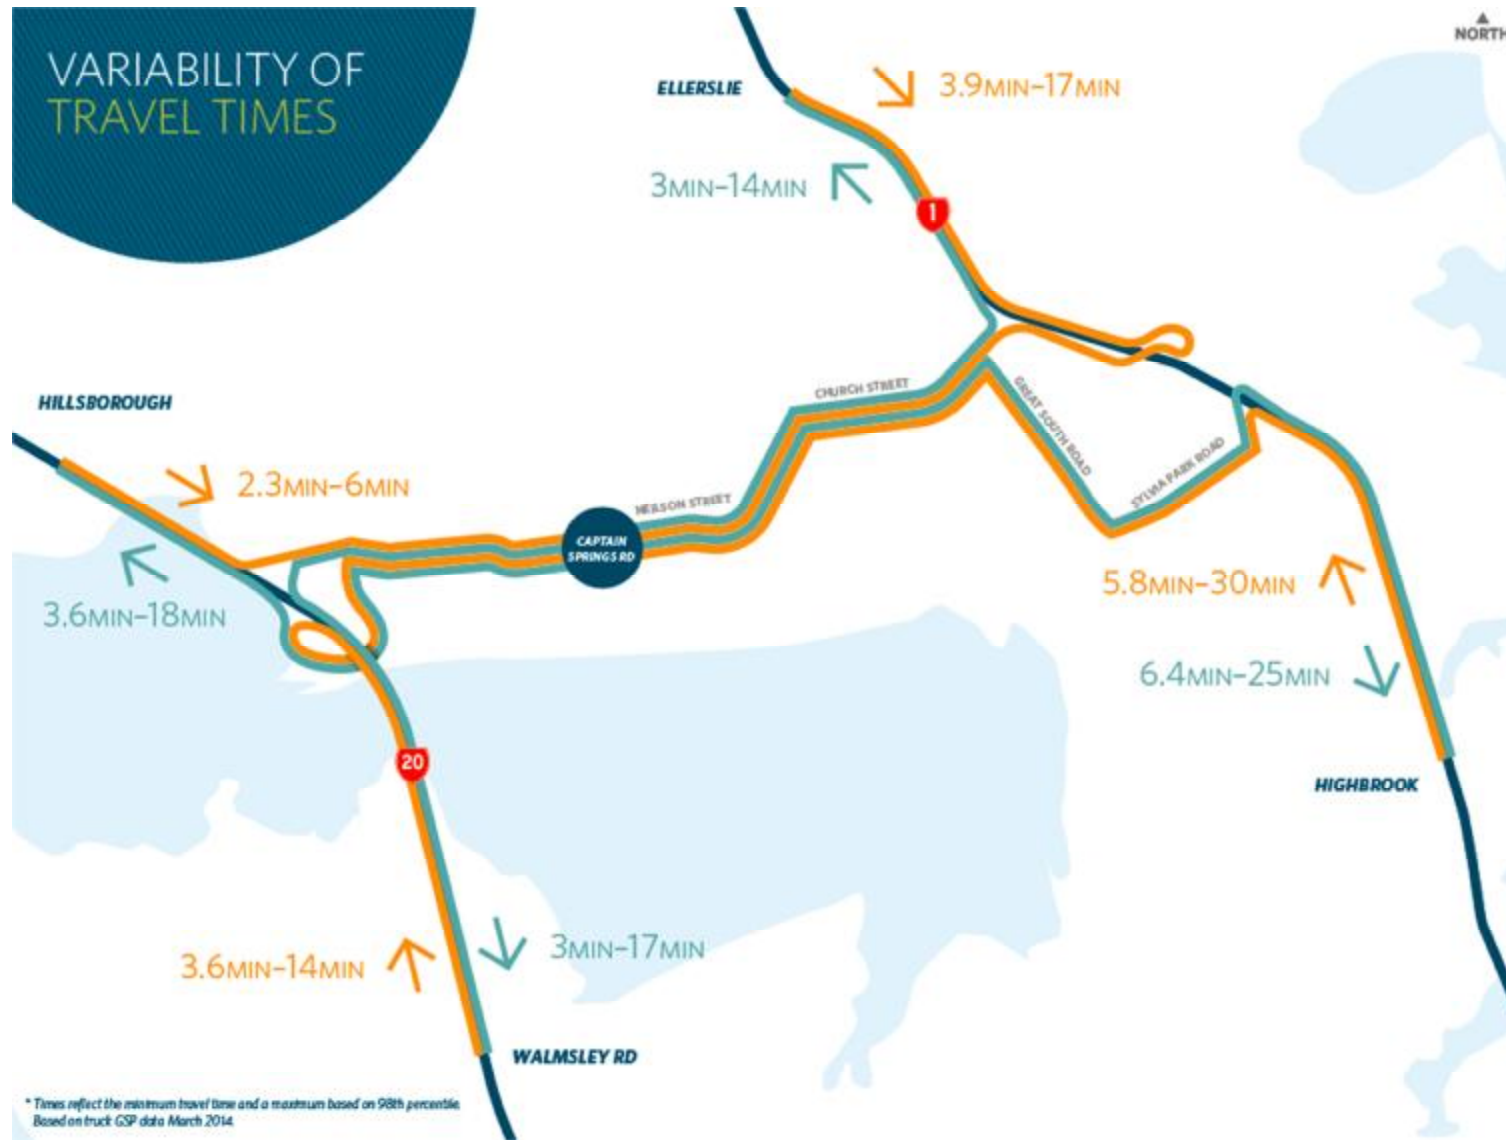 VARIABILITY OF
TRAVEL TIMES
NORTH
ELLERSLIE
3.9MIN–17MIN
3MIN–14MIN
1
HILLSBOROUGH
CHURCH STREET
GREAT SOUTH ROAD
SYLVIA PARK ROAD
2.3MIN–6MIN
NEILSON STREET
CAPTAIN
SPRINGS RD
3.6MIN–18MIN
5.8MIN–30MIN
6.4MIN–25MIN
20
HIGHBROOK
3.6MIN–14MIN
3MIN–17MIN
WALMSLEY RD
* Times reflect the minimum travel time and a maximum based on 98th percentile.
Based on truck GSP data March 2014.